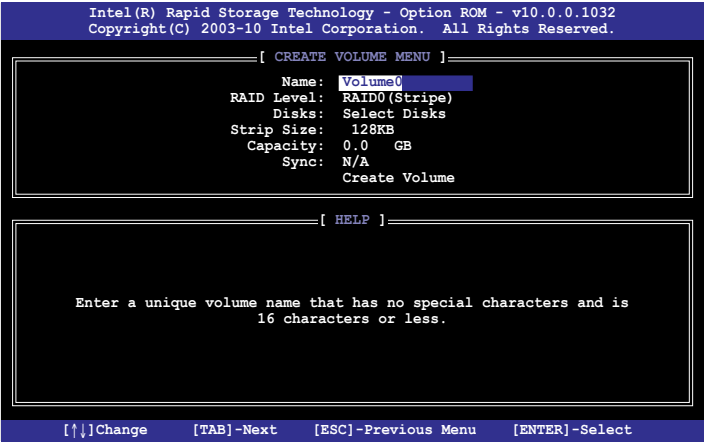 Intel(R) Rapid Storage Technology - Option ROM - v10.0.0.1032
Copyright(C) 2003-10 Intel Corporation. All Rights Reserved.
[ CREATE VOLUME MENU ]
Name: Volume0
RAID Level: RAID0(Stripe)
Disks: Select Disks
Strip Size: 128KB
Capacity: 0.0 GB
Sync: N/A
Create Volume
[ HELP ]
Enter a unique volume name that has no special characters and is
16 characters or less.
[↑↓]Change [TAB]-Next [ESC]-Previous Menu [ENTER]-Select